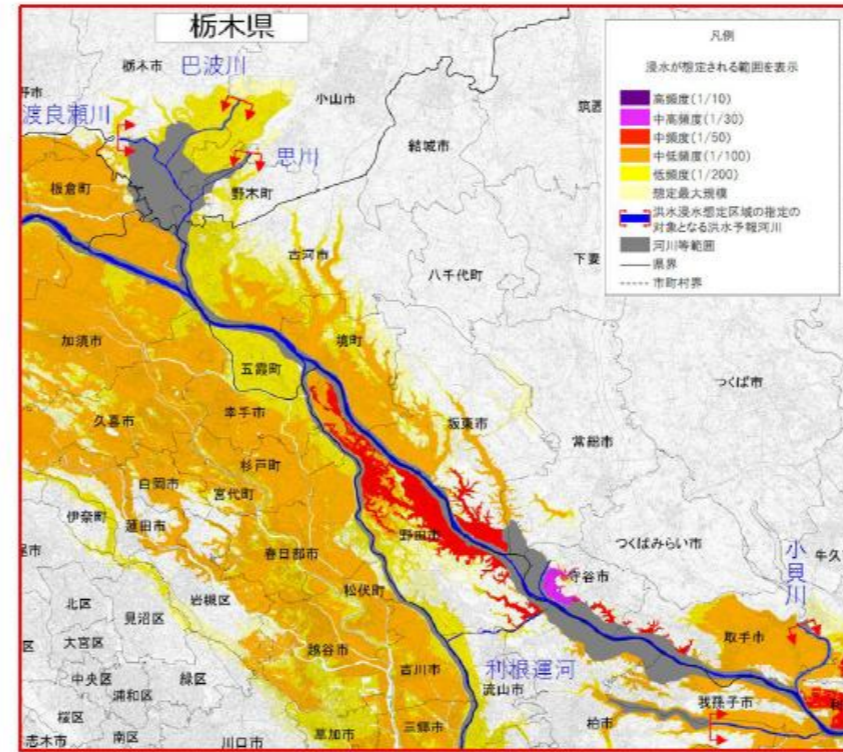 栃木県
凡例
浸水が想定される範囲を表示
高頻度(1/10)
中高頻度(1/30)
中頻度(1/50)
中低頻度(1/100)
低頻度(1/200)
想定最大規模
洪水浸水想定区域の指定の
対象となる洪水予報河川
河川等範囲
県界
市町村界
栃木市
巴波川
小山市
渡良瀬川
思川
結城市
板倉町
野木町
古河市
八千代町
加須市
境町
五霞町
つくば市
久喜市
幸手市
坂東市
常総市
杉戸町
白岡市
宮代町
伊奈町
蓮田市
野田市
つくばみらい市
小貝川
春日部市
守谷市
松伏町
北区
岩槻区
見沼区
大宮区
越谷市
取手市
中央区
緑区
吉川市
利根運河
流山市
浦和区
我孫子市
桜区
柏市
草加市
三郷市
志木市
南区
川口市